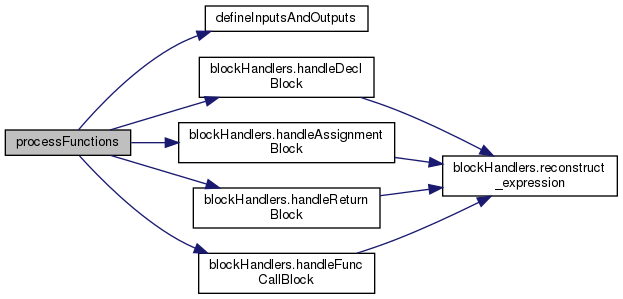 defineInputsAndOutputs
blockHandlers.handleDecl
Block
processFunctions
blockHandlers.handleAssignment
Block
blockHandlers.reconstruct
_expression
blockHandlers.handleReturn
Block
blockHandlers.handleFunc
CallBlock